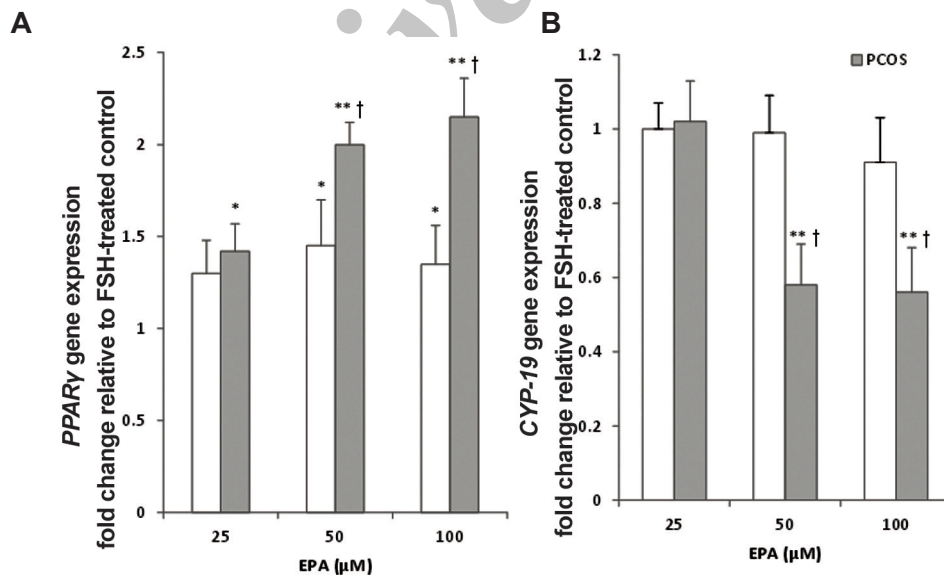 A
PPARγ gene expression
fold change relative to FSH-treated control
2.5
2
1.5
1
0.5
0
*
*
** †
*
** †
25 50 100
EPA (µM)
B
CYP-19 gene expression
fold change relative to FSH-treated control
1.2
1
0.8
0.6
0.4
0.2
0
PCOS
** †
** †
25 50 100
EPA (µM)